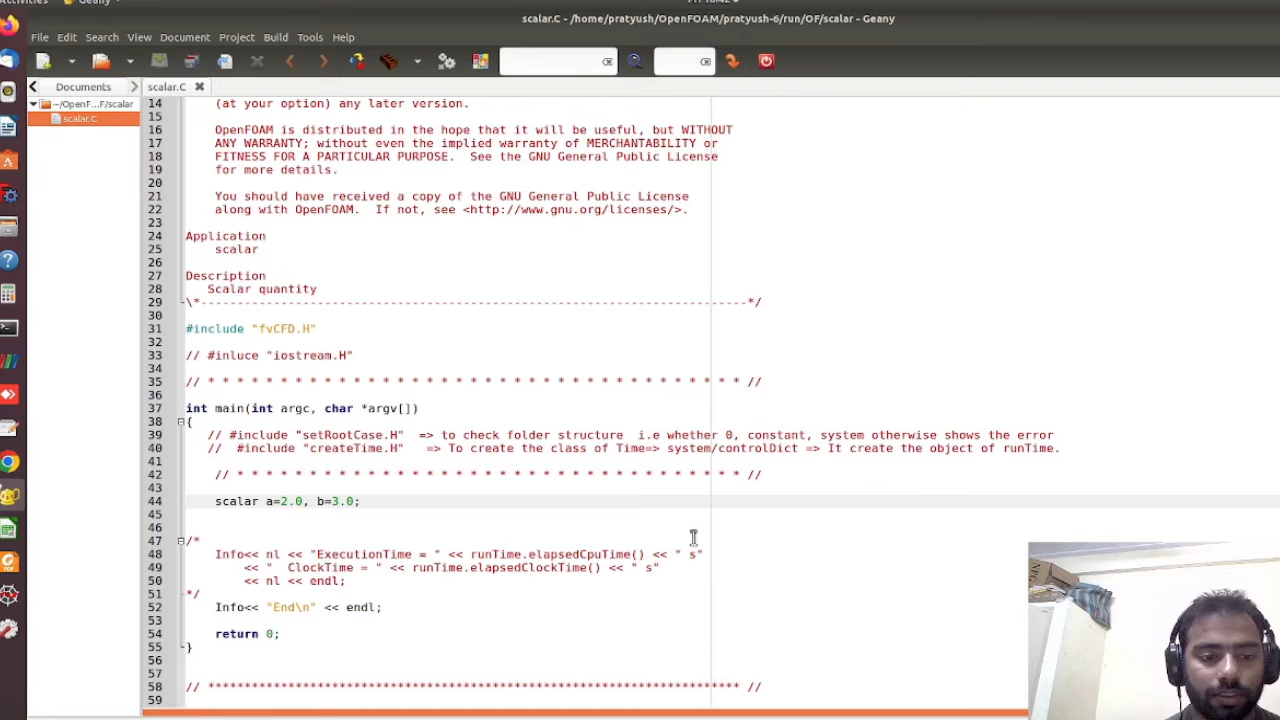 Geany
scalar.C - /home/pratyush/OpenFOAM/pratyush-6/run/OF/scalar - Geany
File Edit Search View Document Project Build Tools Help
Documents
scalar.C
~/OpenF...F/scalar
scalar.C
14 (at your option) any later version.
15
16 OpenFOAM is distributed in the hope that it will be useful, but WITHOUT
17 ANY WARRANTY; without even the implied warranty of MERCHANTABILITY or
18 FITNESS FOR A PARTICULAR PURPOSE.  See the GNU General Public License
19 for more details.
20
21 You should have received a copy of the GNU General Public License
22 along with OpenFOAM.  If not, see <http://www.gnu.org/licenses/>.
23
24 Application
25 scalar
26
27 Description
28 Scalar quantity
29 \*---------------------------------------------------------------------------*/
30
31 #include "fvCFD.H"
32
33 // #inluce "iostream.H"
34
35 // * * * * * * * * * * * * * * * * * * * * * * * * * * * * * * * * * * * * * //
36
37 int main(int argc, char *argv[])
38 {
39 // #include "setRootCase.H"  => to check folder structure  i.e whether 0, constant, system otherwise shows the error
40 //  #include "createTime.H"   => To create the class of Time=> system/controlDict => It create the object of runTime.
41
42 // * * * * * * * * * * * * * * * * * * * * * * * * * * * * * * * * * * * //
43
44 scalar a=2.0, b=3.0;
45
46
47 /*
48 Info<< nl << "ExecutionTime = " << runTime.elapsedCpuTime() << " s"
49 << "  ClockTime = " << runTime.elapsedClockTime() << " s"
50 << nl << endl;
51 */
52 Info<< "End\n" << endl;
53
54 return 0;
55 }
56
57
58 // ************************************************************************* //
59